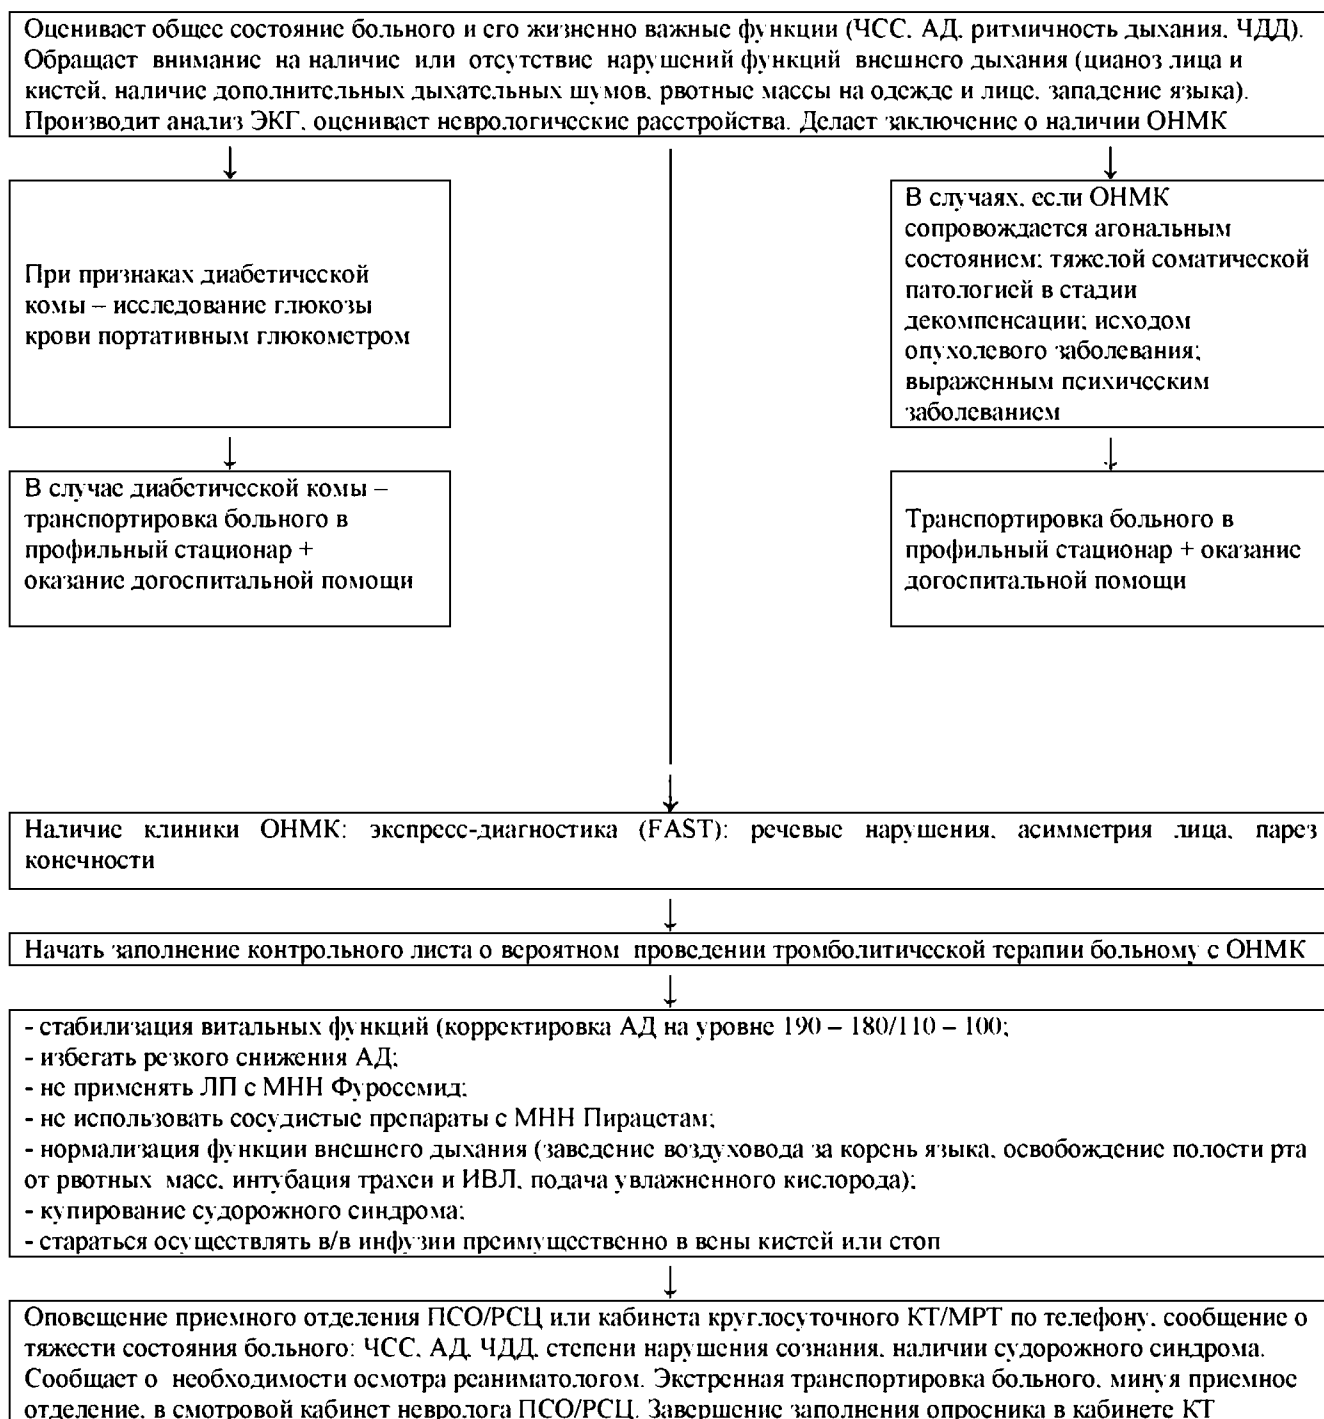 Оценивает общее состояние больного и его жизненно важные функции (ЧСС, АД, ритмичность дыхания, ЧДД).
Обращает внимание на наличие или отсутствие нарушений функций внешнего дыхания (цианоз лица и
кистей, наличие дополнительных дыхательных шумов, рвотные массы на одежде и лице, западение языка).
Производит анализ ЭКГ, оценивает неврологические расстройства. Делает заключение о наличии ОНМК
При признаках диабетической
комы – исследование глюкозы
крови портативным глюкометром
В случае диабетической комы –
транспортировка больного в
профильный стационар +
оказание догоспитальной помощи
В случаях, если ОНМК
сопровождается агональным
состоянием; тяжелой соматической
патологией в стадии
декомпенсации; исходом
опухолевого заболевания;
выраженным психическим
заболеванием
Транспортировка больного в
профильный стационар + оказание
догоспитальной помощи
Наличие клиники ОНМК: экспресс-диагностика (FAST): речевые нарушения, асимметрия лица, парез
конечности
Начать заполнение контрольного листа о вероятном проведении тромболитической терапии больному с ОНМК
- стабилизация витальных функций (корректировка АД на уровне 190 – 180/110 – 100;
- избегать резкого снижения АД;
- не применять ЛП с МНН Фуросемид;
- не использовать сосудистые препараты с МНН Пирацетам;
- нормализация функции внешнего дыхания (заведение воздуховода за корень языка, освобождение полости рта
от рвотных масс, интубация трахеи и ИВЛ, подача увлажненного кислорода);
- купирование судорожного синдрома;
- стараться осуществлять в/в инфузии преимущественно в вены кистей или стоп
Оповещение приемного отделения ПСО/РСЦ или кабинета круглосуточного КТ/МРТ по телефону, сообщение о
тяжести состояния больного: ЧСС, АД, ЧДД, степени нарушения сознания, наличии судорожного синдрома.
Сообщает о необходимости осмотра реаниматологом. Экстренная транспортировка больного, минуя приемное
отделение, в смотровой кабинет невролога ПСО/РСЦ. Завершение заполнения опросника в кабинете КТ